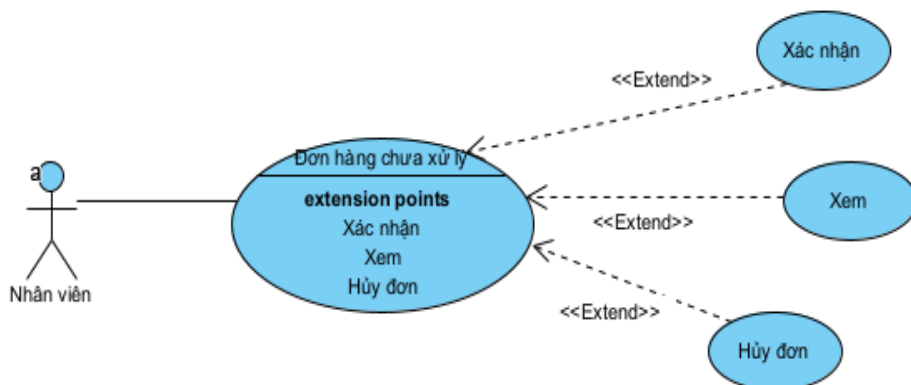 Xác nhận
<<Extend>>
Đơn hàng chưa xử lý
extension points
Xác nhận
Xem
Hủy đơn
a
Nhân viên
<<Extend>>
Xem
<<Extend>>
Hủy đơn